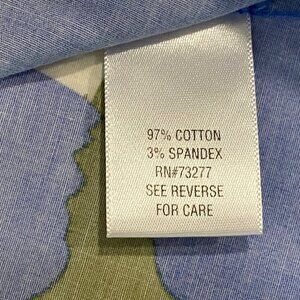 97% COTTON
3% SPANDEX
RN#73277
SEE REVERSE
FOR CARE